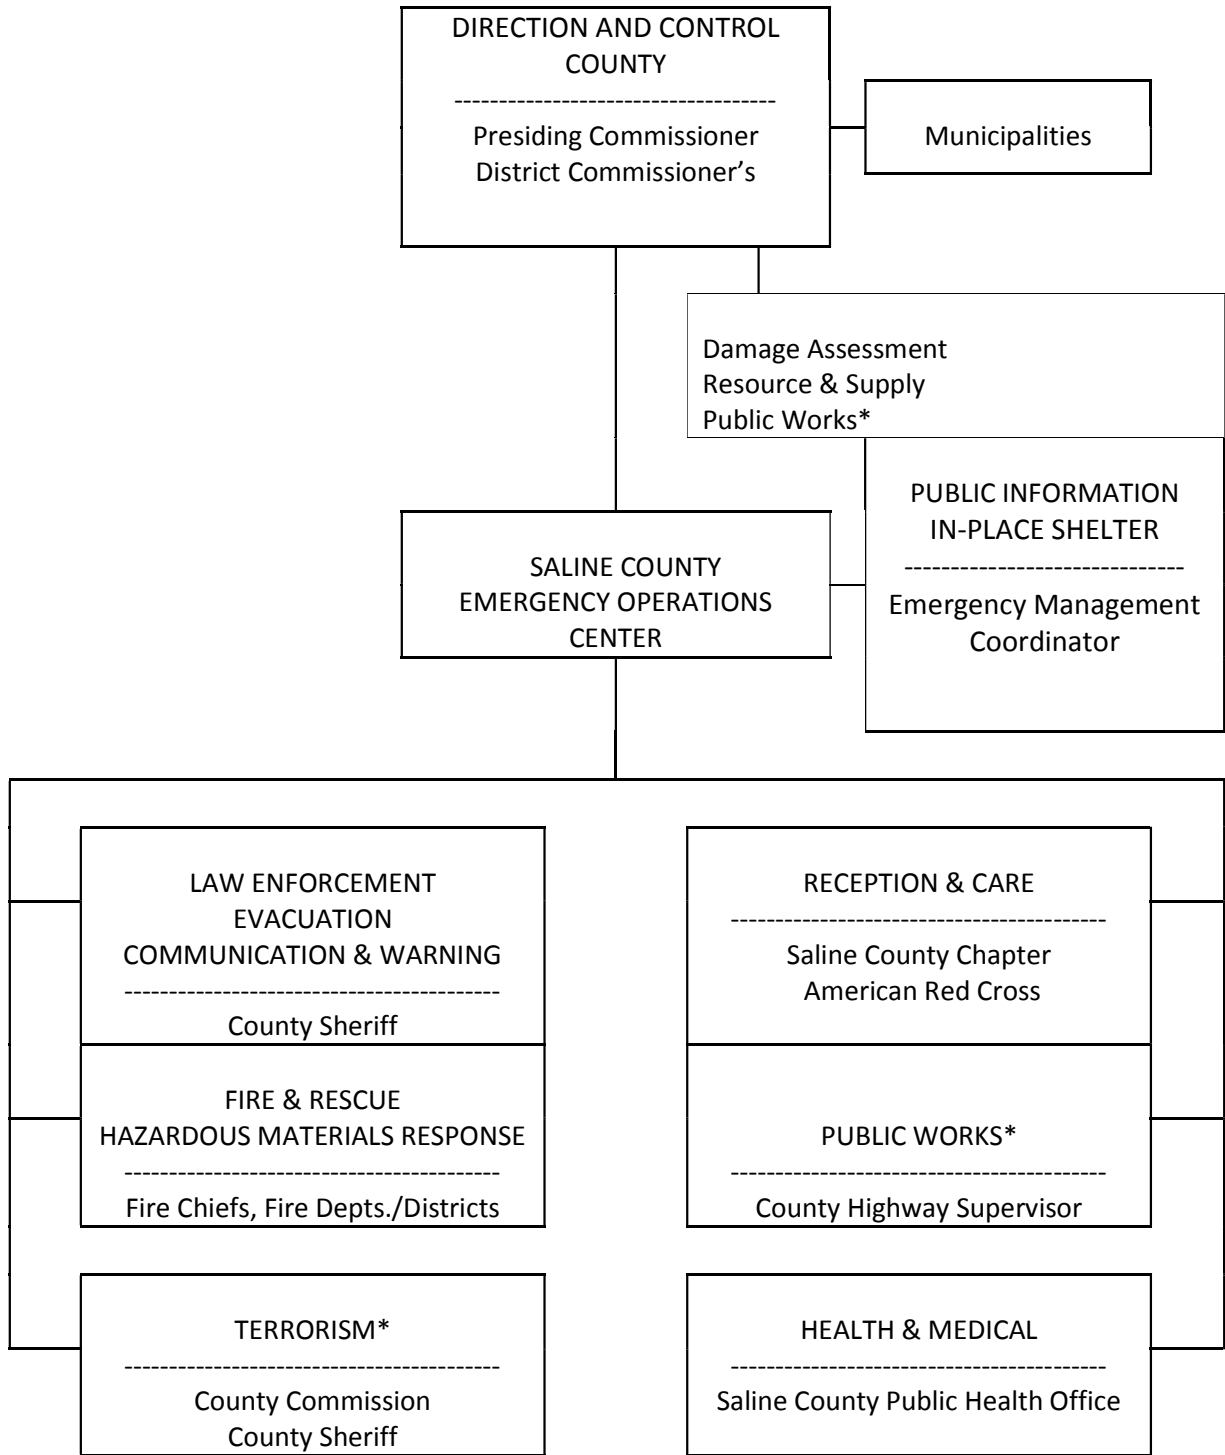 DIRECTION AND CONTROL
COUNTY
------------------------------------
Presiding Commissioner
District Commissioner's
Municipalities
Damage Assessment
Resource & Supply
Public Works*
PUBLIC INFORMATION
IN-PLACE SHELTER
------------------------------
Emergency Management
Coordinator
SALINE COUNTY
EMERGENCY OPERATIONS
CENTER
LAW ENFORCEMENT
EVACUATION
COMMUNICATION & WARNING
------------------------------------------
County Sheriff
RECEPTION & CARE
------------------------------------------
Saline County Chapter
American Red Cross
FIRE & RESCUE
HAZARDOUS MATERIALS RESPONSE
------------------------------------------
Fire Chiefs, Fire Depts./Districts
PUBLIC WORKS*
------------------------------------------
County Highway Supervisor
TERRORISM*
------------------------------------------
County Commission
County Sheriff
HEALTH & MEDICAL
------------------------------------------
Saline County Public Health Office